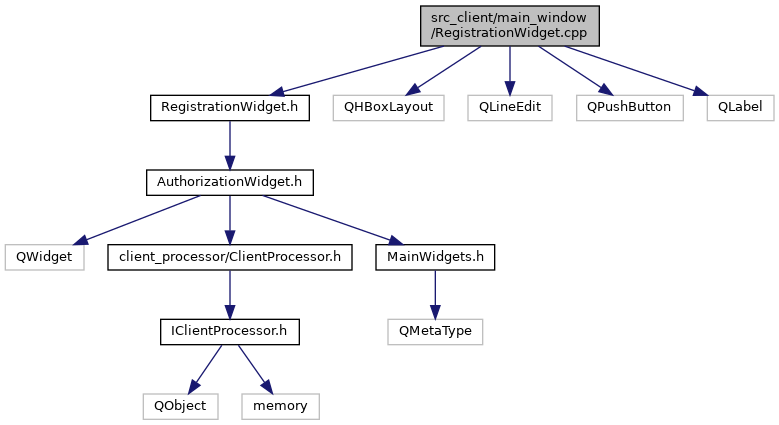 src_client/main_window
/RegistrationWidget.cpp
RegistrationWidget.h
QHBoxLayout
QLineEdit
QPushButton
QLabel
AuthorizationWidget.h
QWidget
client_processor/ClientProcessor.h
MainWidgets.h
IClientProcessor.h
QMetaType
QObject
memory